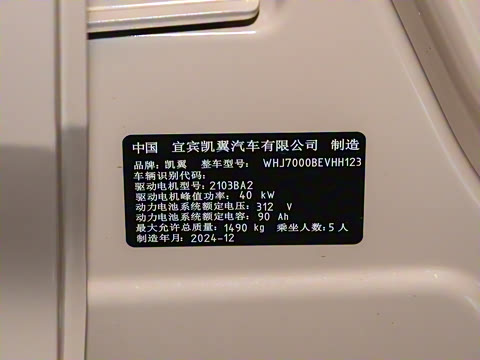 中国 宜宾凯翼汽车有限公司 制造
品牌: 凯翼 整车型号: WHJ7000BEVHH123
车辆识别代码:
驱动电机型号: 2103BA2
驱动电机峰值功率: 40 kW
动力电池系统额定电压: 312 V
动力电池系统额定电容: 90 Ah
最大允许总质量: 1490 kg 乘坐人数: 5 人
制造年月: 2024-12